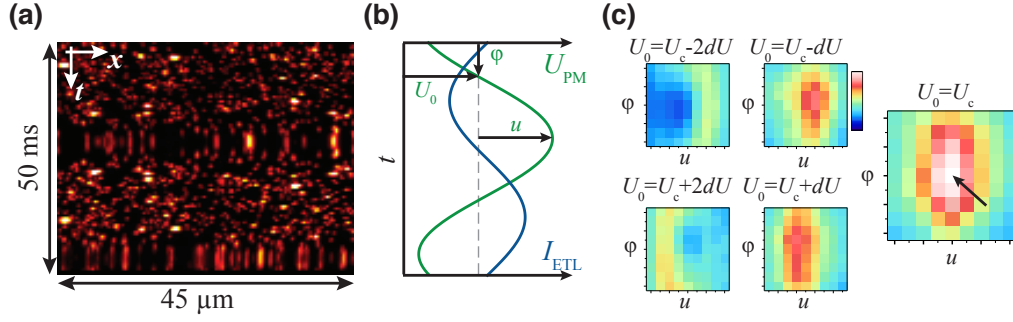 (a)
x
t
50 ms
45 μm
(b)
φ
U_PM
U_0
u
t
I_ETL
(c)
U_0=U_c-2dU
U_0=U_c-dU
φ
u
φ
u
U_0=U_c
φ
u
U_0=U_c+2dU
U_0=U_c+dU
φ
u
φ
u